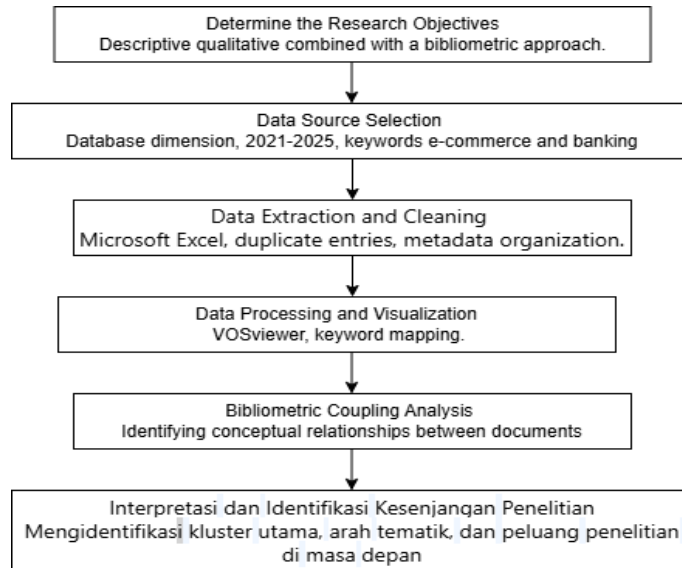 Determine the Research Objectives
Descriptive qualitative combined with a bibliometric approach.
Data Source Selection
Database dimension, 2021-2025, keywords e-commerce and banking
Data Extraction and Cleaning
Microsoft Excel, duplicate entries, metadata organization.
Data Processing and Visualization
VOSviewer, keyword mapping.
Bibliometric Coupling Analysis
Identifying conceptual relationships between documents
Interpretasi dan Identifikasi Kesenjangan Penelitian
Mengidentifikasi kluster utama, arah tematik, dan peluang penelitian
di masa depan